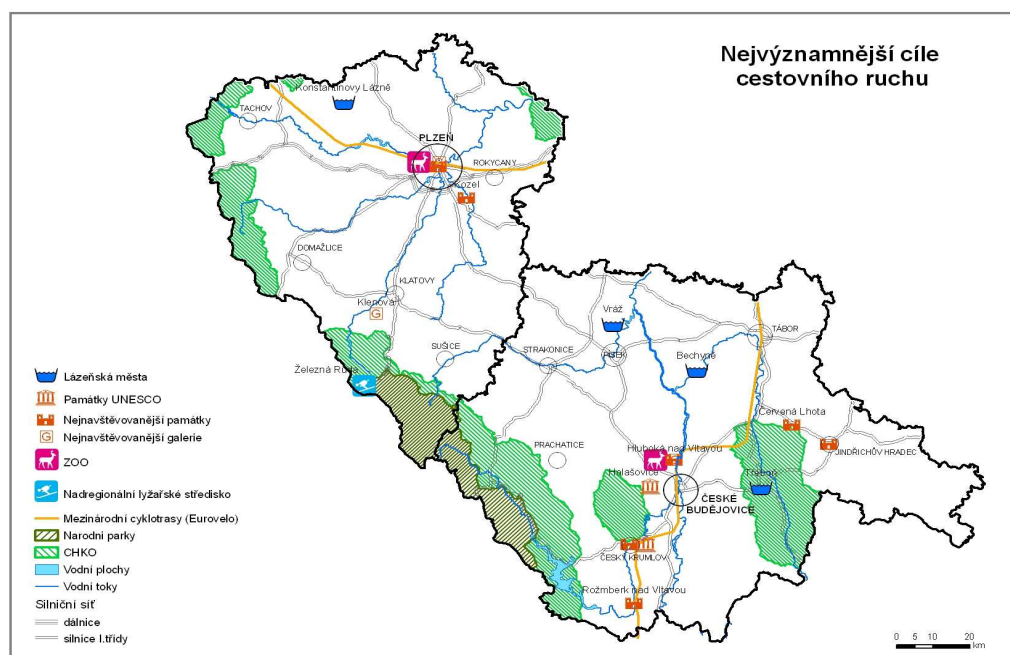 Nejvýznamnější cíle
cestovního ruchu
Konstantinovy Lázně
TACHOV
PLZEŇ
ROKYCANY
Kozel
DOMAŽLICE
KLATOVY
Klenová
SUŠICE
Železná Ruda
Vráž
STRAKONICE
PÍSEK
TÁBOR
Bechyně
Červená Lhota
JINDŘICHŮV HRADEC
PRACHATICE
Hluboká nad Vltavou
Holašovice
Třeboň
ČESKÉ
BUDĚJOVICE
ČESKÝ KRUMLOV
Rožmberk nad Vltavou
Lázeňská města
Památky UNESCO
Nejnavštěvovanější památky
G Nejnavštěvovanější galerie
ZOO
Nadregionální lyžařské středisko
Mezinárodní cyklotrasy (Eurovelo)
Narodní parky
CHKO
Vodní plochy
Vodní toky
Silniční síť
dálnice
silnice I.třídy
G
0 5 10 20
km